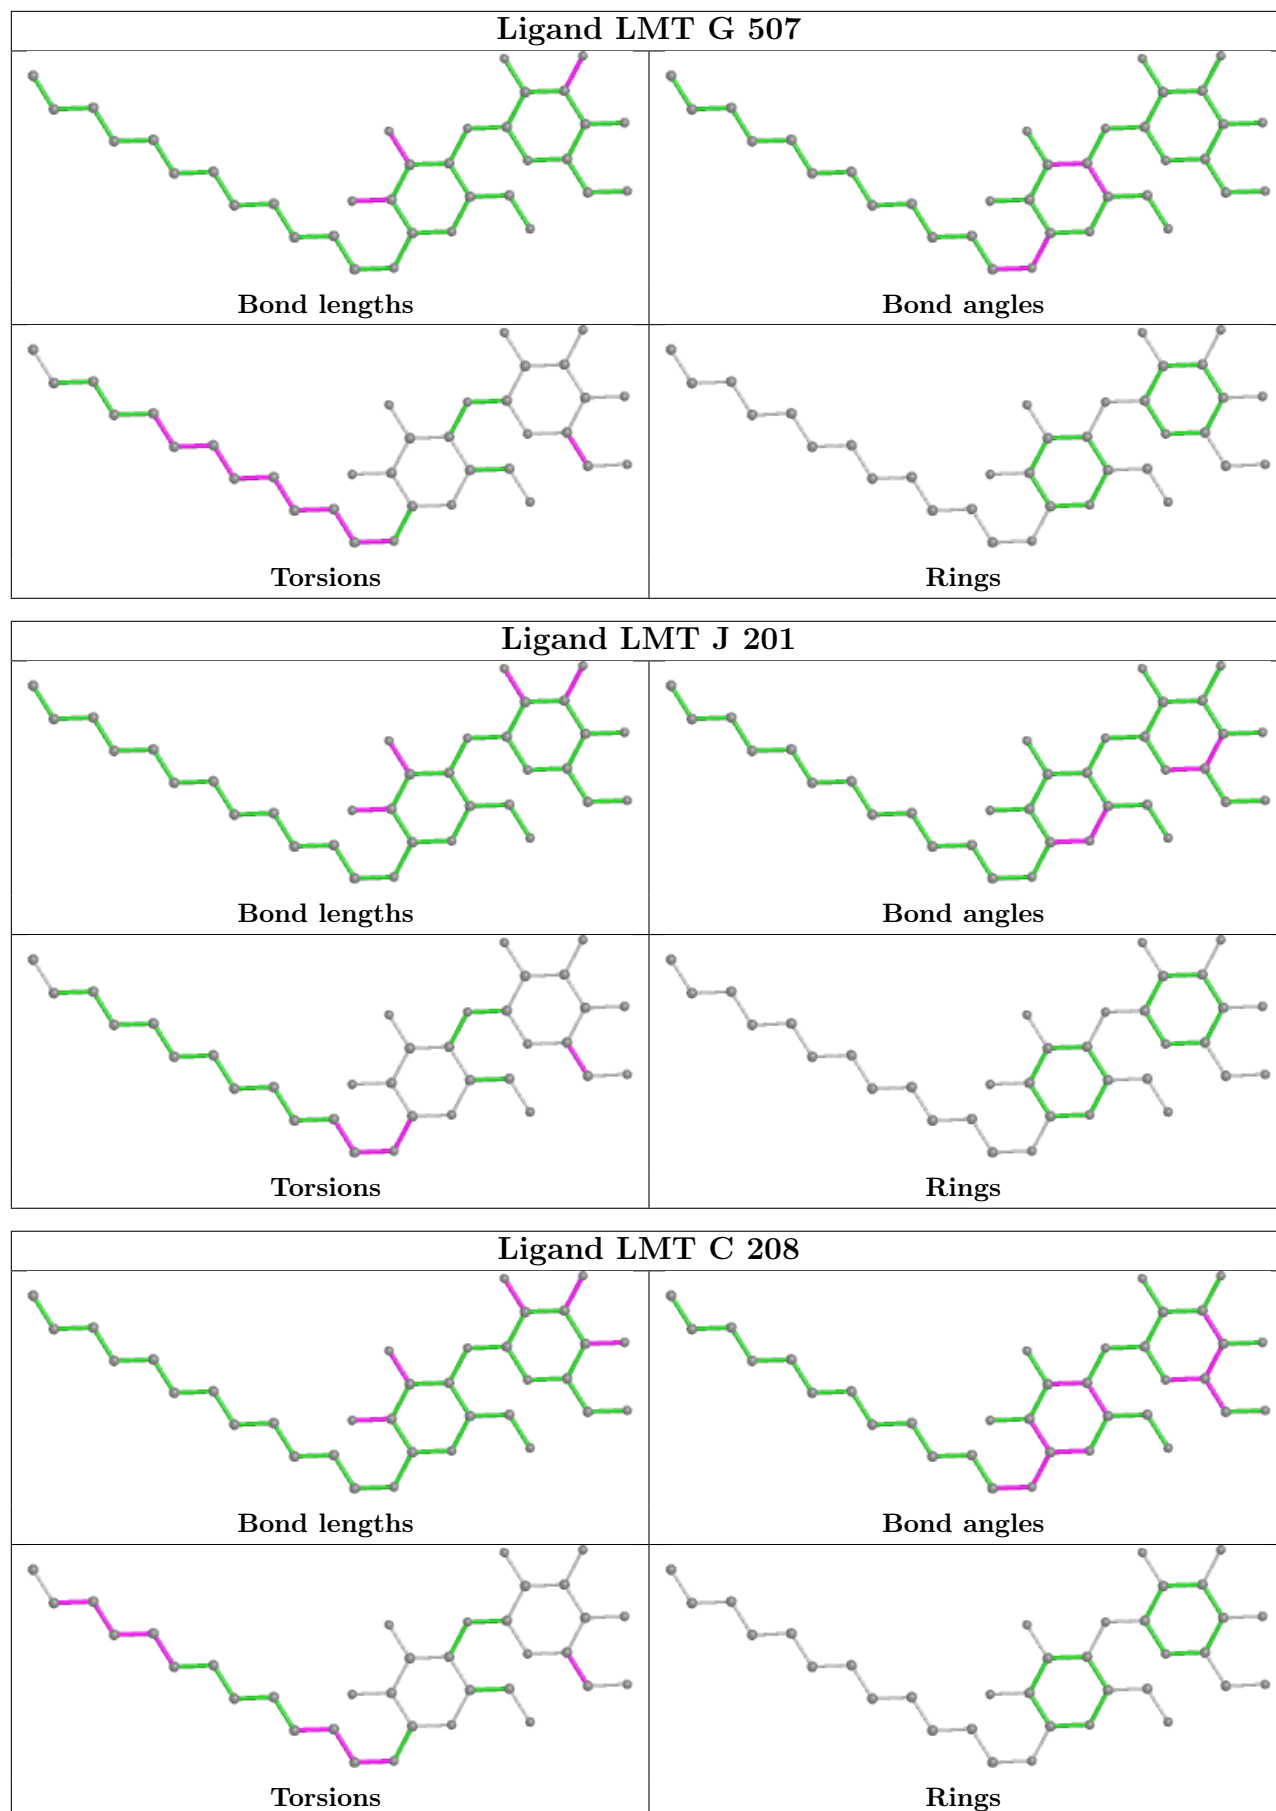 Ligand LMT G 507
Bond lengths
Bond angles
Torsions
Rings
Ligand LMT J 201
Bond lengths
Bond angles
Torsions
Rings
Ligand LMT C 208
Bond lengths
Bond angles
Torsions
Rings